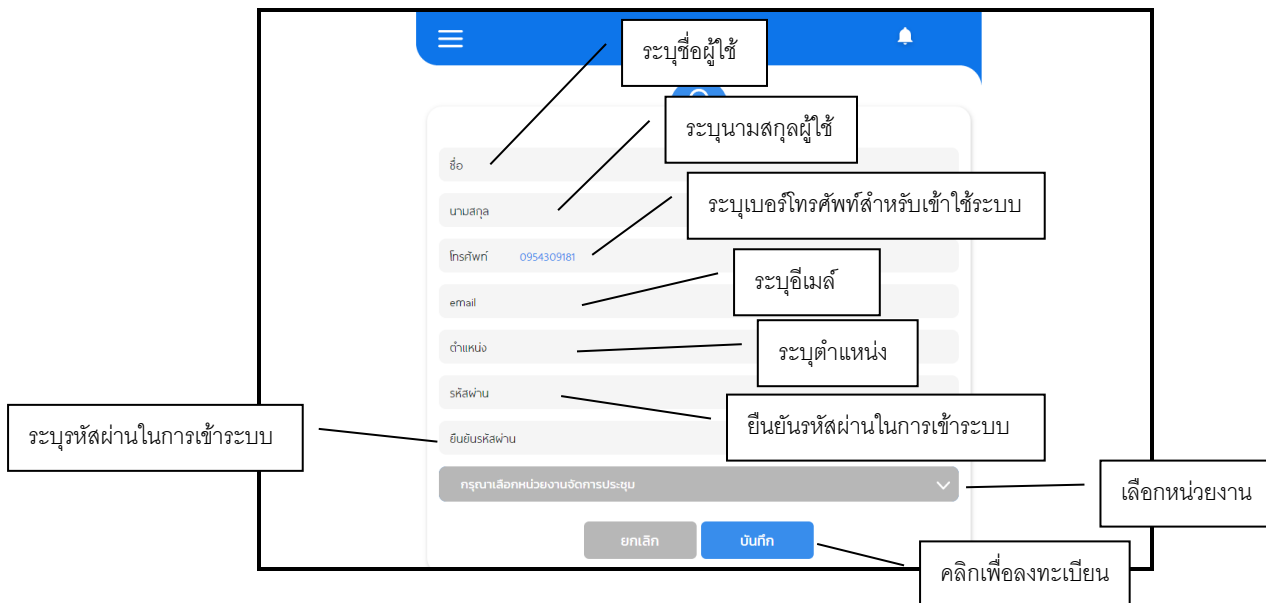 ระบุชื่อผู้ใช้
ระบุนามสกุลผู้ใช้
ชื่อ
นามสกุล
ระบุเบอร์โทรศัพท์สำหรับเข้าใช้ระบบ
โทรศัพท์ 0954309181
ระบุอีเมล์
email
ตำแหน่ง
ระบุตำแหน่ง
รหัสผ่าน
ยืนยันรหัสผ่านในการเข้าระบบ
ระบุรหัสผ่านในการเข้าระบบ
ยืนยันรหัสผ่าน
กรุณาเลือกหน่วยงานจัดการประชุม
เลือกหน่วยงาน
ยกเลิก บันทึก
คลิกเพื่อลงทะเบียน